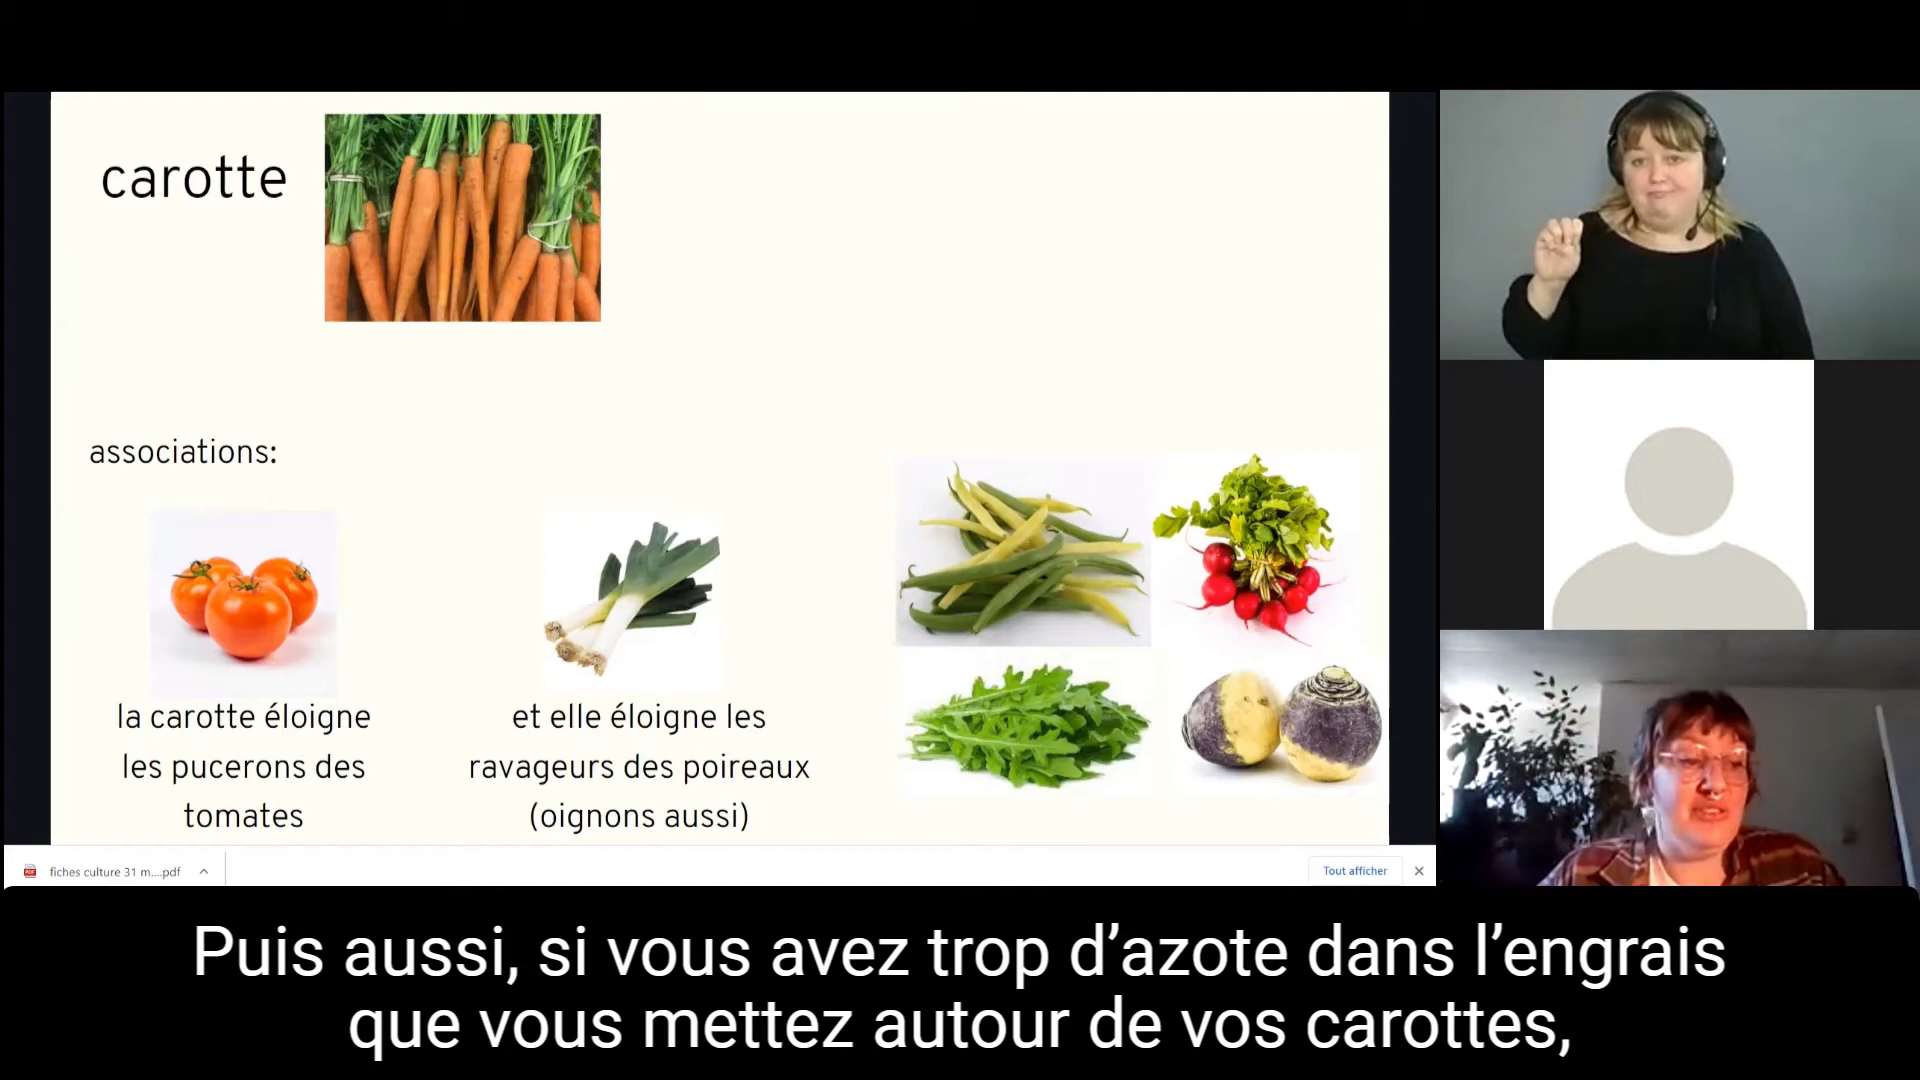 carotte
associations:
la carotte éloigne
les pucerons des
tomates
et elle éloigne les
ravageurs des poireaux
(oignons aussi)
fiches culture 31 m....pdf
Tout afficher
Puis aussi, si vous avez trop d’azote dans l’engrais
que vous mettez autour de vos carottes,